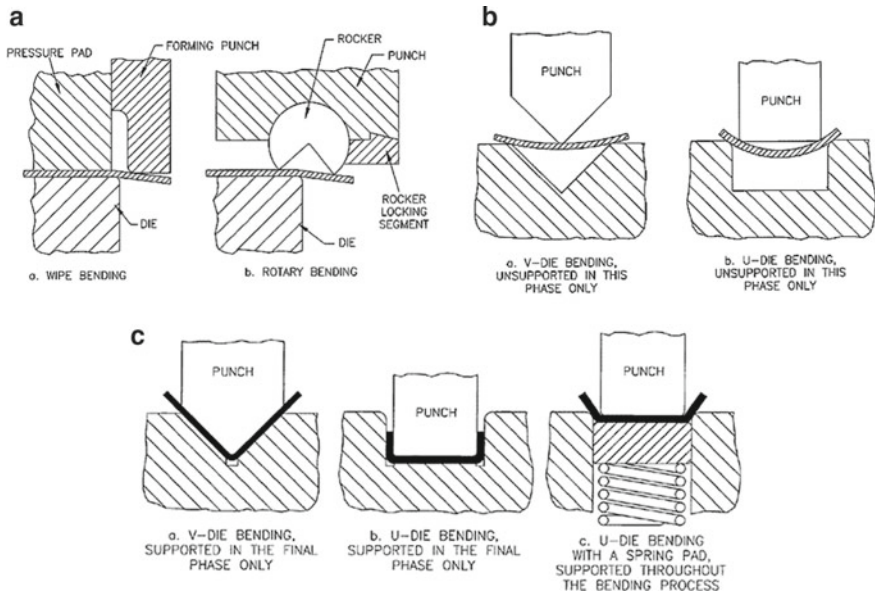 a
PRESSURE PAD
FORMING PUNCH
DIE
a. WIPE BENDING
ROCKER
PUNCH
ROCKER
LOCKING
SEGMENT
DIE
b. ROTARY BENDING
b
PUNCH
a. V-DIE BENDING,
UNSUPPORTED IN THIS
PHASE ONLY
PUNCH
b. U-DIE BENDING,
UNSUPPORTED IN THIS
PHASE ONLY
c
PUNCH
a. V-DIE BENDING,
SUPPORTED IN THE FINAL
PHASE ONLY
PUNCH
b. U-DIE BENDING,
SUPPORTED IN THE FINAL
PHASE ONLY
PUNCH
c. U-DIE BENDING
WITH A SPRING PAD,
SUPPORTED THROUGHOUT
THE BENDING PROCESS